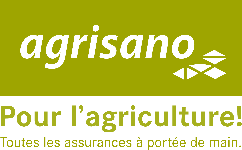 agrisano
Pour l'agriculture!
Toutes les assurances à portée de main.